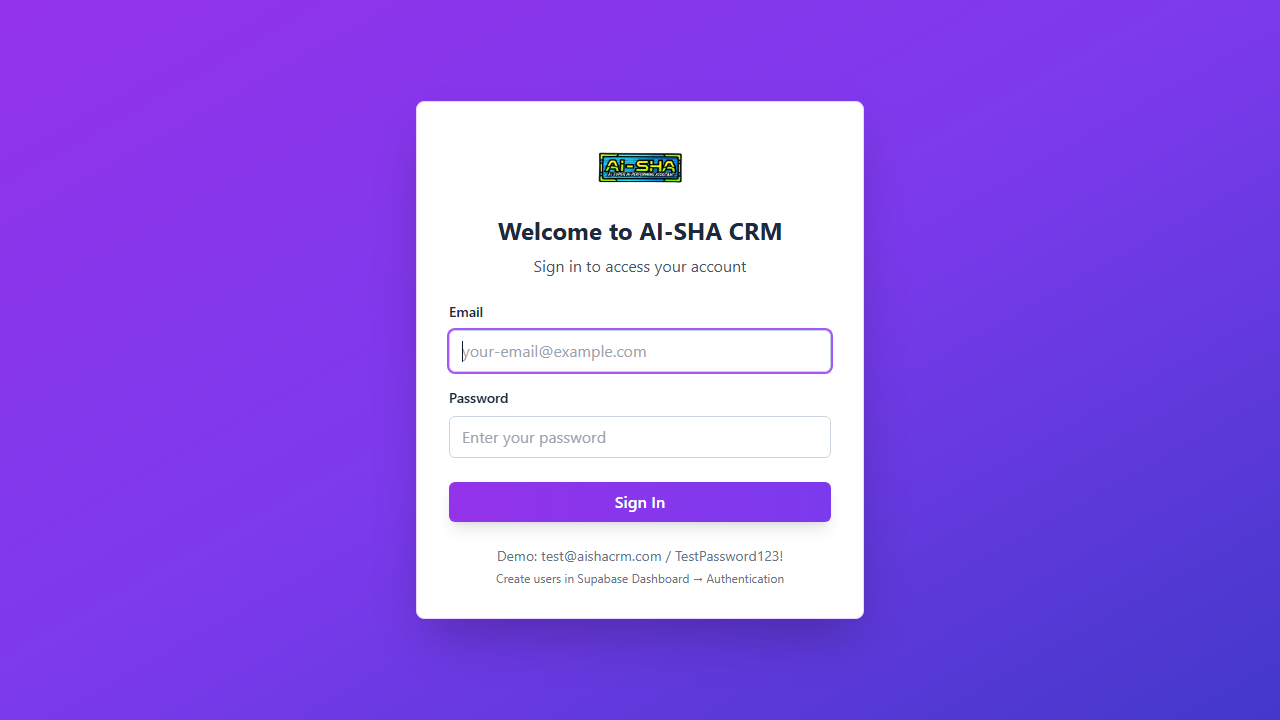 Ai-SHA
Welcome to AI-SHA CRM
Sign in to access your account
Email
your-email@example.com
Password
Enter your password
Sign In
Demo: test@aishacrm.com / TestPassword123!
Create users in Supabase Dashboard → Authentication